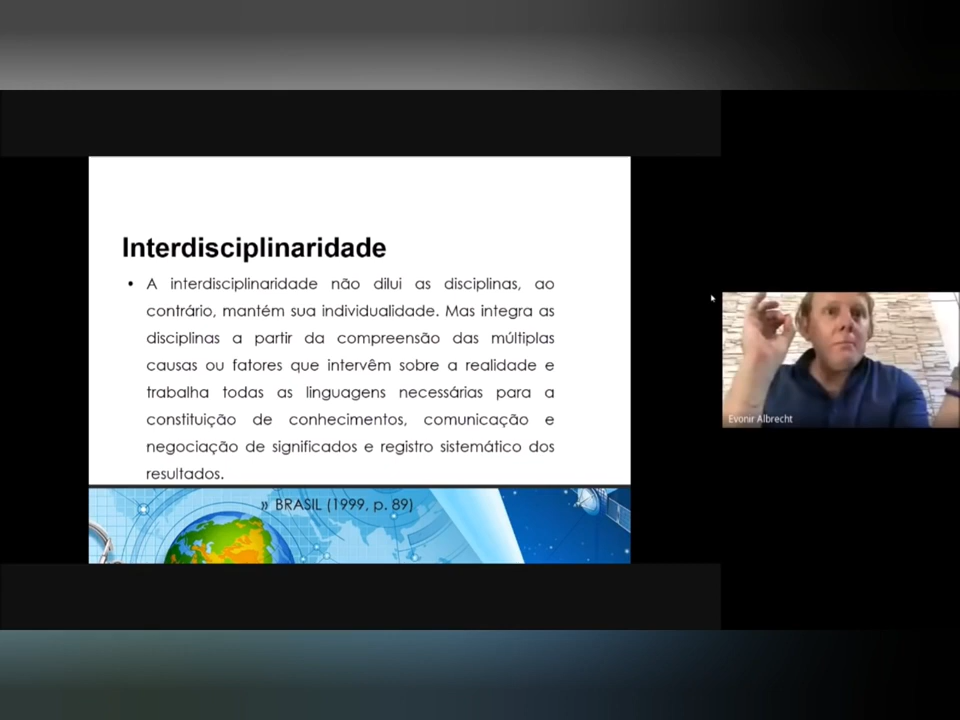 Interdisciplinaridade
• A interdisciplinaridade não dilui as disciplinas, ao
contrário, mantém sua individualidade. Mas integra as
disciplinas a partir da compreensão das múltiplas
causas ou fatores que intervêm sobre a realidade e
trabalha todas as linguagens necessárias para a
constituição de conhecimentos, comunicação e
negociação de significados e registro sistemático dos
resultados.
» BRASIL (1999, p. 89)
Evonir Albrecht